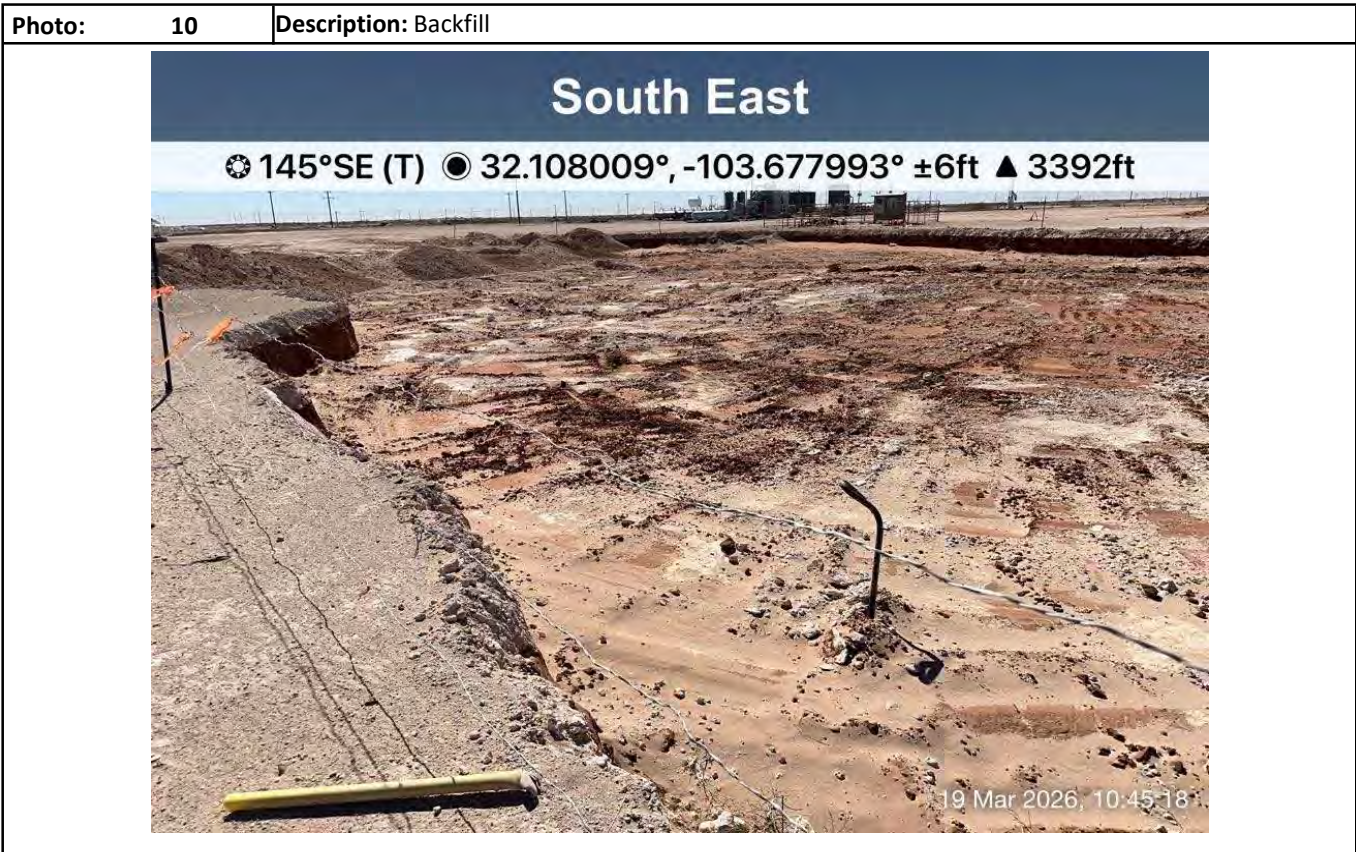 Photo: 10 Description: Backfill
South East
145°SE (T) 32.108009°, -103.677993° ±6ft ▲ 3392ft
19 Mar 2026, 10:45:18